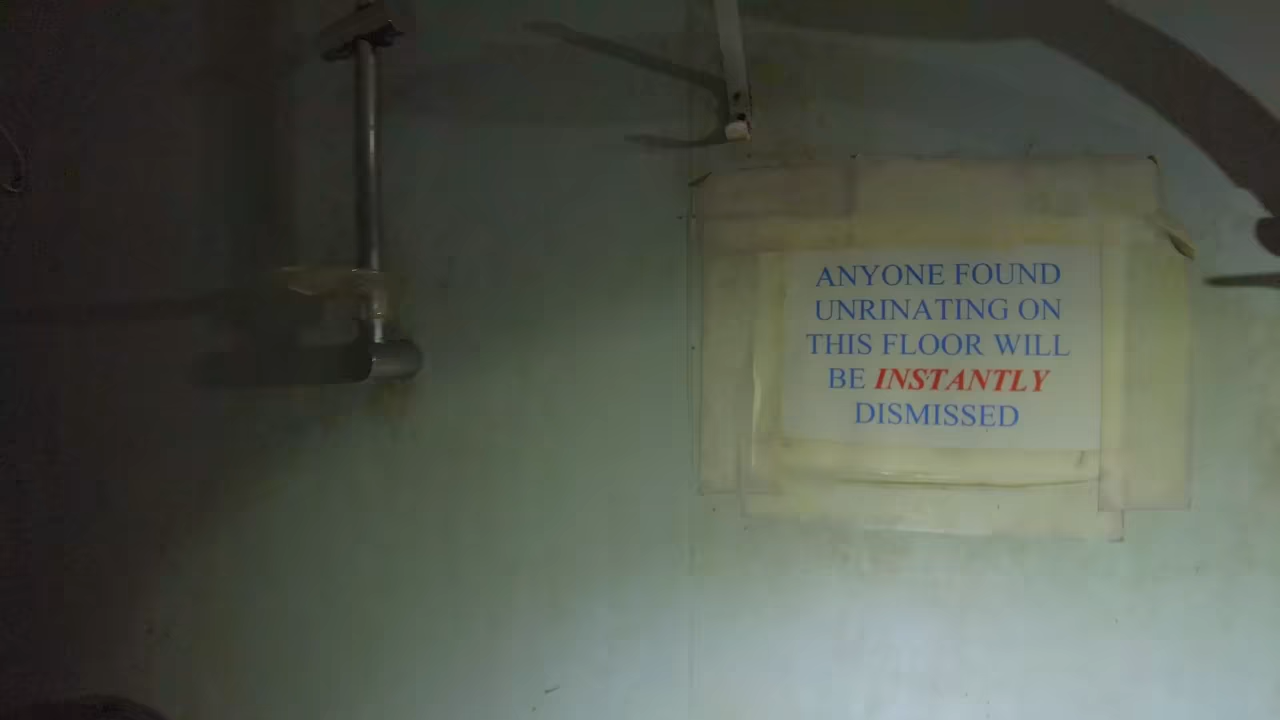 ANYONE FOUND
UNRINATING ON
THIS FLOOR WILL
BE INSTANTLY
DISMISSED